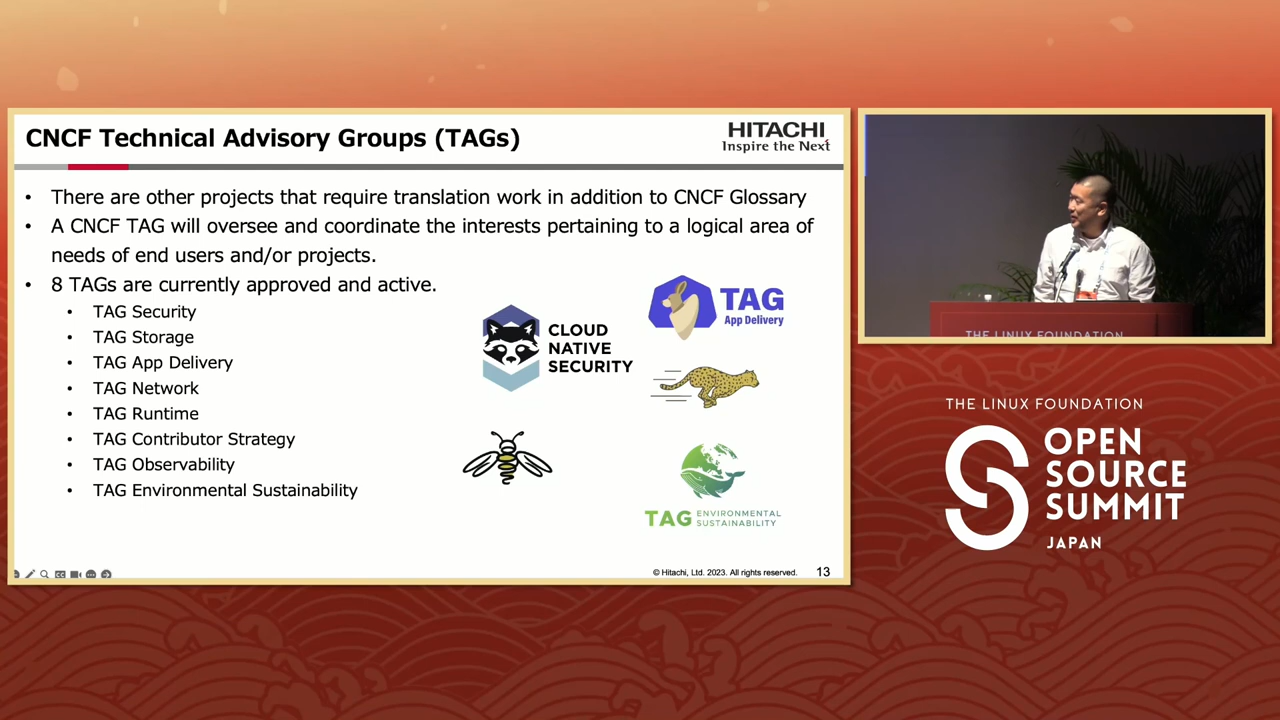 CNCF Technical Advisory Groups (TAGs)
HITACHI
Inspire the Next
• There are other projects that require translation work in addition to CNCF Glossary
• A CNCF TAG will oversee and coordinate the interests pertaining to a logical area of
needs of end users and/or projects.
• 8 TAGs are currently approved and active.
• TAG Security
• TAG Storage
• TAG App Delivery
• TAG Network
• TAG Runtime
• TAG Contributor Strategy
• TAG Observability
• TAG Environmental Sustainability
CLOUD
NATIVE
SECURITY
TAG
App Delivery
TAG ENVIRONMENTAL
SUSTAINABILITY
© Hitachi, Ltd. 2023. All rights reserved.
13
THE LINUX FOUNDATION
THE LINUX FOUNDATION
OPEN
SOURCE
SUMMIT
JAPAN